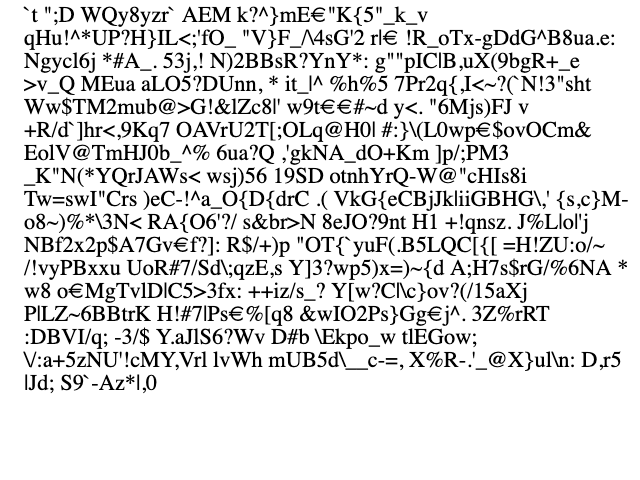 `t ";D WQy8yzr` AEM k?^}mE€"K{5"_k_v
qHu!^*UP?H}IL<;'fO_ "V}F_/\4sG'2 r|€ !R_oTx-gDdG^B8ua.e:
Ngycl6j *#A_. 53j,! N)2BBsR?YnY*: g""pIC|B,uX(9bgR+_e
>v_Q MEua aLO5?DUnn, * it_|^ %h%5 7Pr2q{,I<~?(`N!3"sht
Ww$TM2mub@>G!&lZc8|' w9t€€#~d y<. "6Mjs)FJ v
+R/d`]hr<,9Kq7 OAVrU2T[;OLq@H0| #:}\(L0wp€$ovOCm&
EolV@TmHJ0b_^% 6ua?Q ,'gkNA_dO+Km ]p/;PM3
_K"N(*YQrJAWs< wsj)56 19SD otnhYrQ-W@"cHIs8i
Tw=swI"Crs )eC-!^a_O{D{drC .( VkG{eCBjJk|iiGBHG\,' {s,c}M-
o8~)%*\3N< RA{O6'?/ s&br>N 8eJO?9nt H1 +!qnsz. J%L|ol'j
NBf2x2p$A7Gv€f?]: R$/+)p "OT{`yuF(.B5LQC[{[ =H!ZU:o/~
/!vyPBxxu UoR#7/Sd\;qzE,s Y]3?wp5)x=)~{d A;H7s$rG/%6NA *
w8 o€MgTvlD|C5>3fx: ++iz/s_? Y[w?C|\c}ov?(/15aXj
P|LZ~6BBtrK H!#7|Ps€%[q8 &wIO2Ps}Gg€j^. 3Z%rRT
:DBVI/q; -3/$ Y.aJlS6?Wv D#b \Ekpo_w tlEGow;
\/:a+5zNU'!cMY,Vrl lvWh mUB5d\__c-=, X%R-.'_@X}ul\n: D,r5
|Jd; S9`-Az*|,0